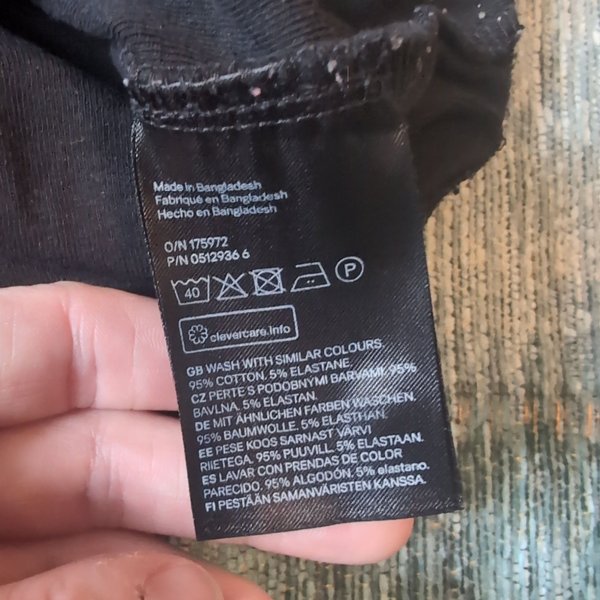 Made in Bangladesh
Fabriqué en Bangladesh
Hecho en Bangladesh
O/N 175972
P/N 0512936 6
40 P
clevercare.info
GB WASH WITH SIMILAR COLOURS.
95% COTTON. 5% ELASTANE.
CZ PERTE'S PODOBNYMI BARVAMI. 95%
BAVLNA. 5% ELASTAN.
DE MIT ÄHNLICHEN FARBEN WASCHEN.
95% BAUMWOLLE. 5% ELASTHAN.
EE PESE KOOS SARNAST VÄRVI
RIIETEGA. 95% PUUVILL. 5% ELASTAAN.
ES LAVAR CON PRENDAS DE COLOR
PARECIDO. 95% ALGODÓN. 5% elastano.
FI PESTÄÄN SAMANVÄRISTEN KANSSA.